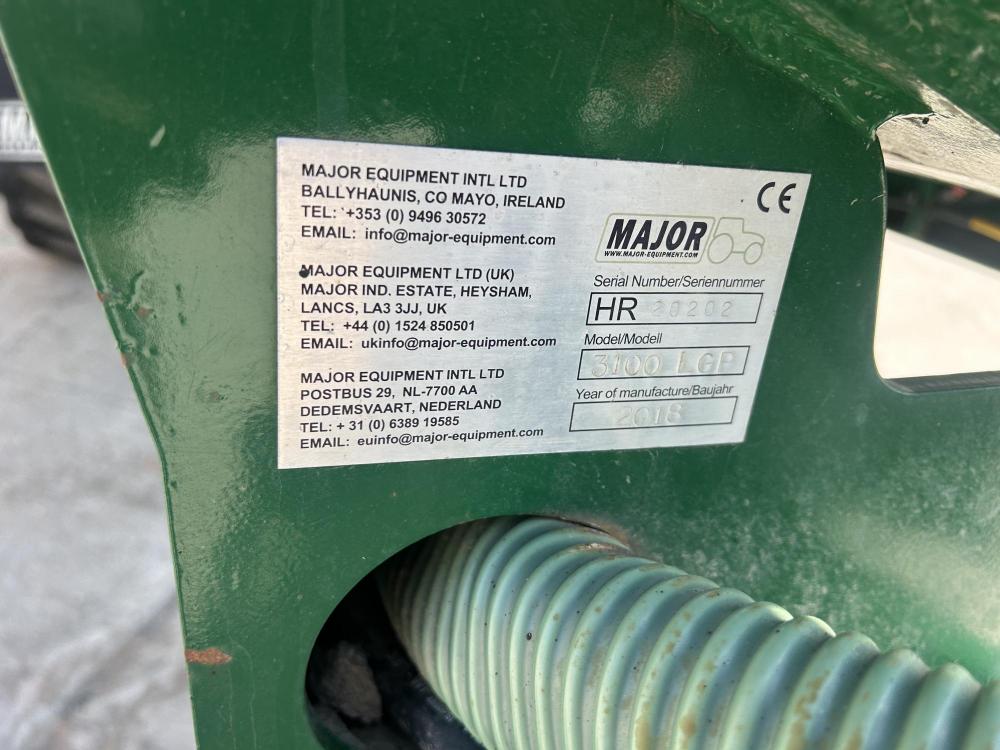 MAJOR EQUIPMENT INTL LTD
BALLYHAUNIS, CO MAYO, IRELAND
TEL: +353 (0) 9496 30572
EMAIL: info@major-equipment.com
MAJOR EQUIPMENT LTD (UK)
MAJOR IND. ESTATE, HEYSHAM,
LANCS, LA3 3JJ, UK
TEL: +44 (0) 1524 850501
EMAIL: ukinfo@major-equipment.com
MAJOR EQUIPMENT INTL LTD
POSTBUS 29, NL-7700 AA
DEDEMSVAART, NEDERLAND
TEL: + 31 (0) 6389 19585
EMAIL: euinfo@major-equipment.com
CE
MAJOR
WWW.MAJOR-EQUIPMENT.COM
Serial Number/Seriennummer
HR 20202
Model/Modell
3100 LGP
Year of manufacture/Baujahr
2018